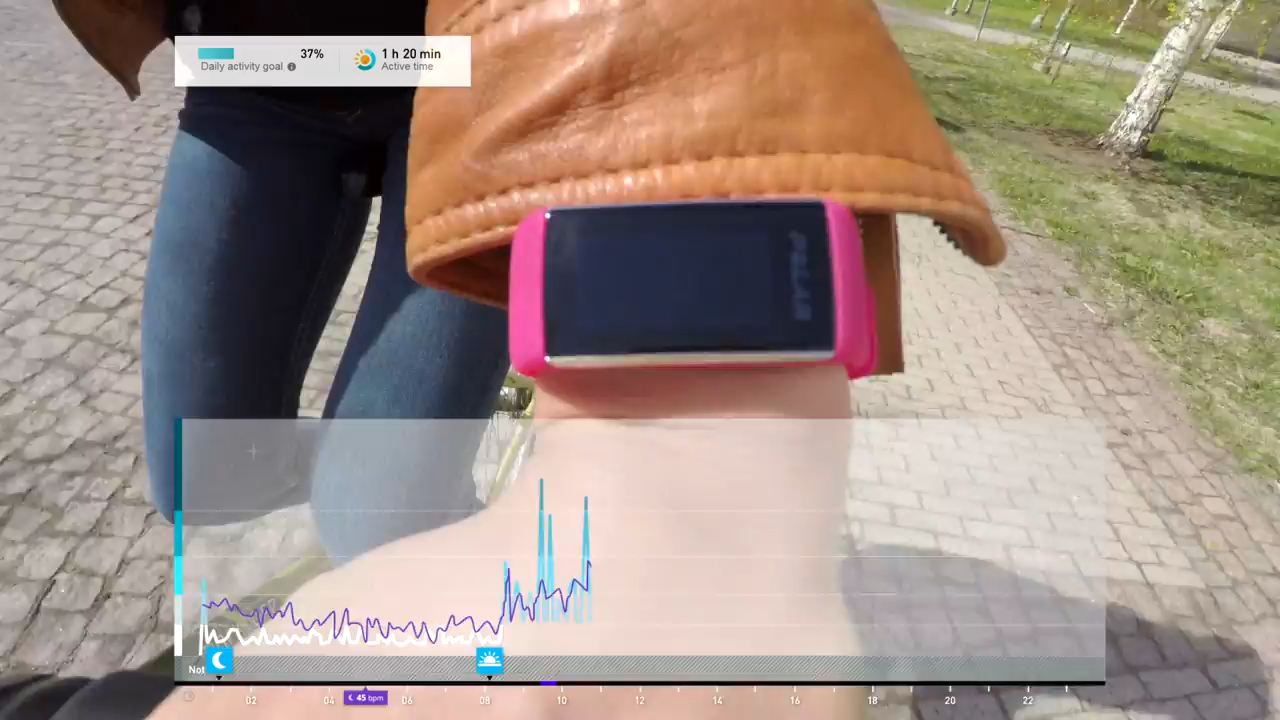 37%
1 h 20 min
Daily activity goal
Active time
POLAR
Not
45 bpm
02 04 06 08 10 12 14 16 18 20 22